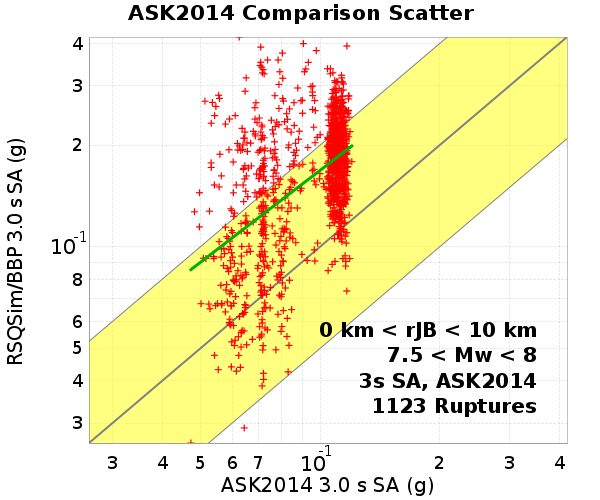 ASK2014 Comparison Scatter
RSQSim/BBP 3.0 s SA (g)
4
3
2
10-1
8
6
5
4
3
0 km < rJB < 10 km
7.5 < Mw < 8
3s SA, ASK2014
1123 Ruptures
3 4 5 6 7 10-1 2 3 4
ASK2014 3.0 s SA (g)